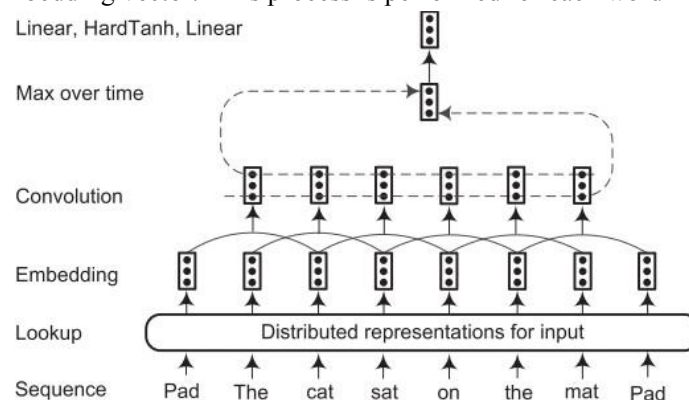 Linear, HardTanh, Linear
Max over time
Convolution
Embedding
Lookup Distributed representations for input
Sequence Pad The cat sat on the mat Pad